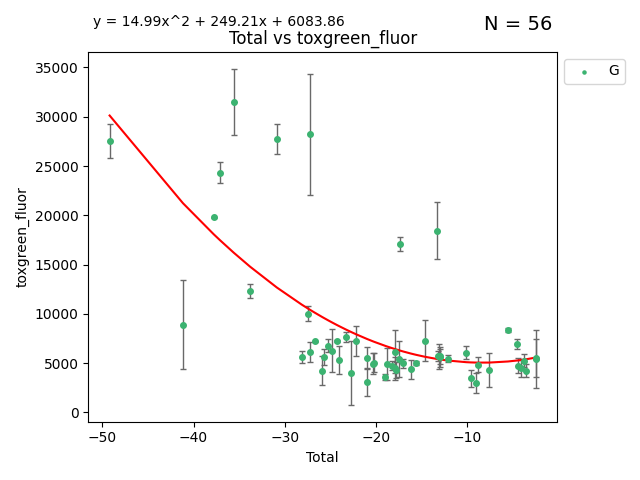 y = 14.99x^2 + 249.21x + 6083.86
N = 56
Total vs toxgreen_fluor
G
toxgreen_fluor
35000
30000
25000
20000
15000
10000
5000
0
−50 −40 −30 −20 −10
Total